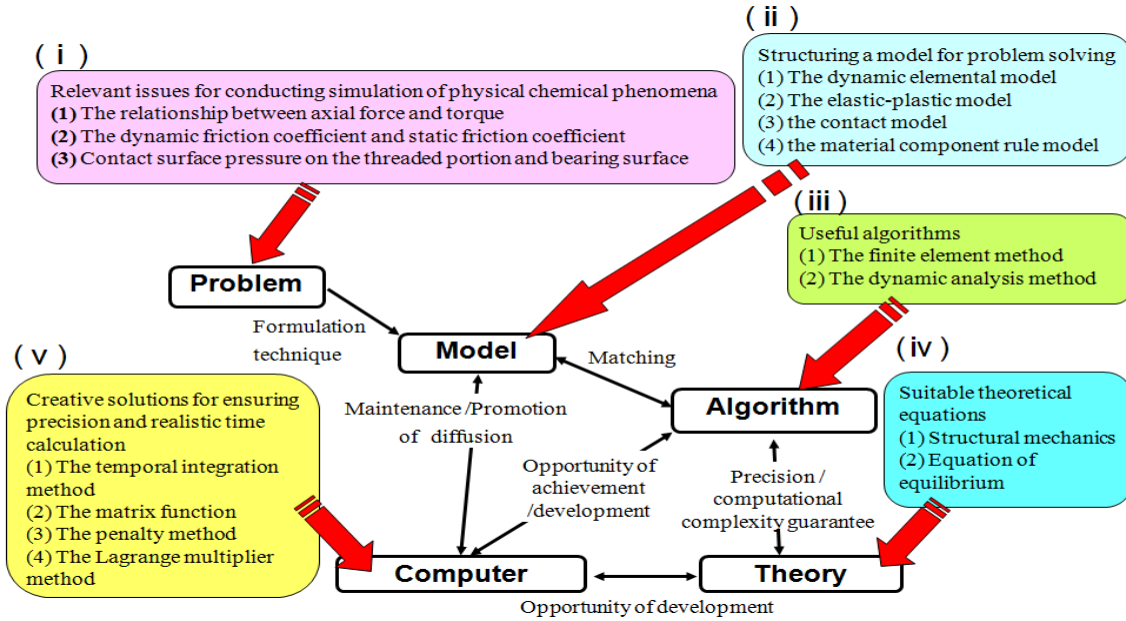 ( i )
Relevant issues for conducting simulation of physical chemical phenomena
(1) The relationship between axial force and torque
(2) The dynamic friction coefficient and static friction coefficient
(3) Contact surface pressure on the threaded portion and bearing surface
( ii )
Structuring a model for problem solving
(1) The dynamic elemental model
(2) The elastic-plastic model
(3) the contact model
(4) the material component rule model
( iii )
Useful algorithms
(1) The finite element method
(2) The dynamic analysis method
Problem
Formulation
technique
Model
Matching
Algorithm
( iv )
Suitable theoretical
equations
(1) Structural mechanics
(2) Equation of
equilibrium
( v )
Creative solutions for ensuring
precision and realistic time
calculation
(1) The temporal integration
method
(2) The matrix function
(3) The penalty method
(4) The Lagrange multiplier
method
Maintenance /Promotion
of diffusion
Opportunity of
achievement
/development
Precision /
computational
complexity guarantee
Computer
Theory
Opportunity of development